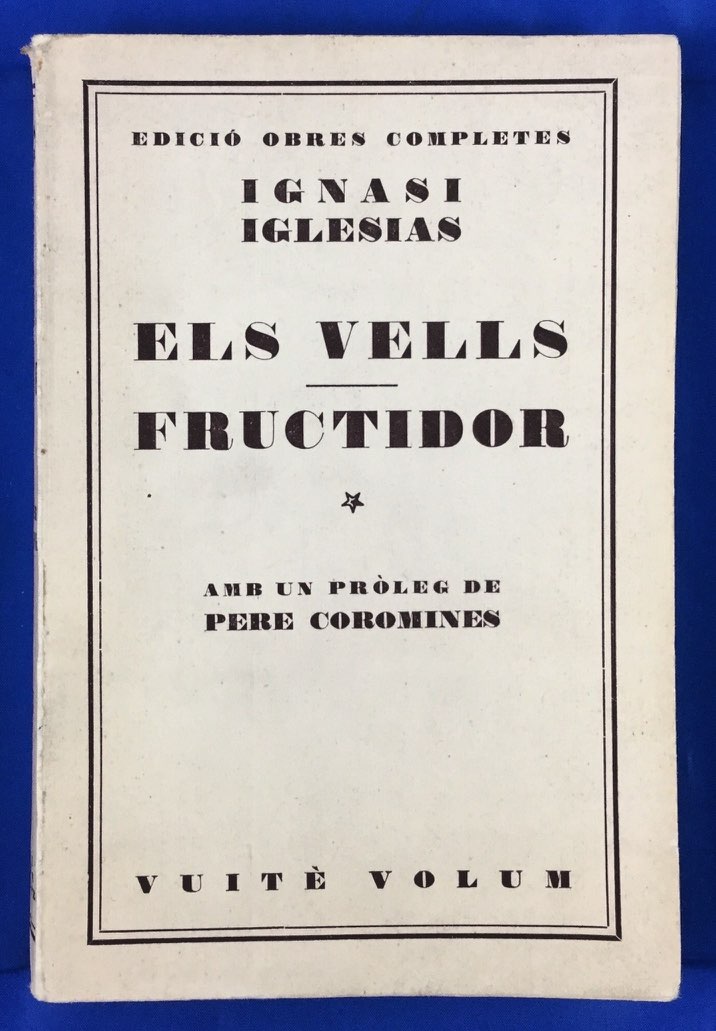 EDICIÓ OBRES COMPLETES
IGNASI
IGLESIAS
ELS VELLS
FRUCTIDOR
AMB UN PRÒLEG DE
PERE COROMINES
VUITÈ VOLUM